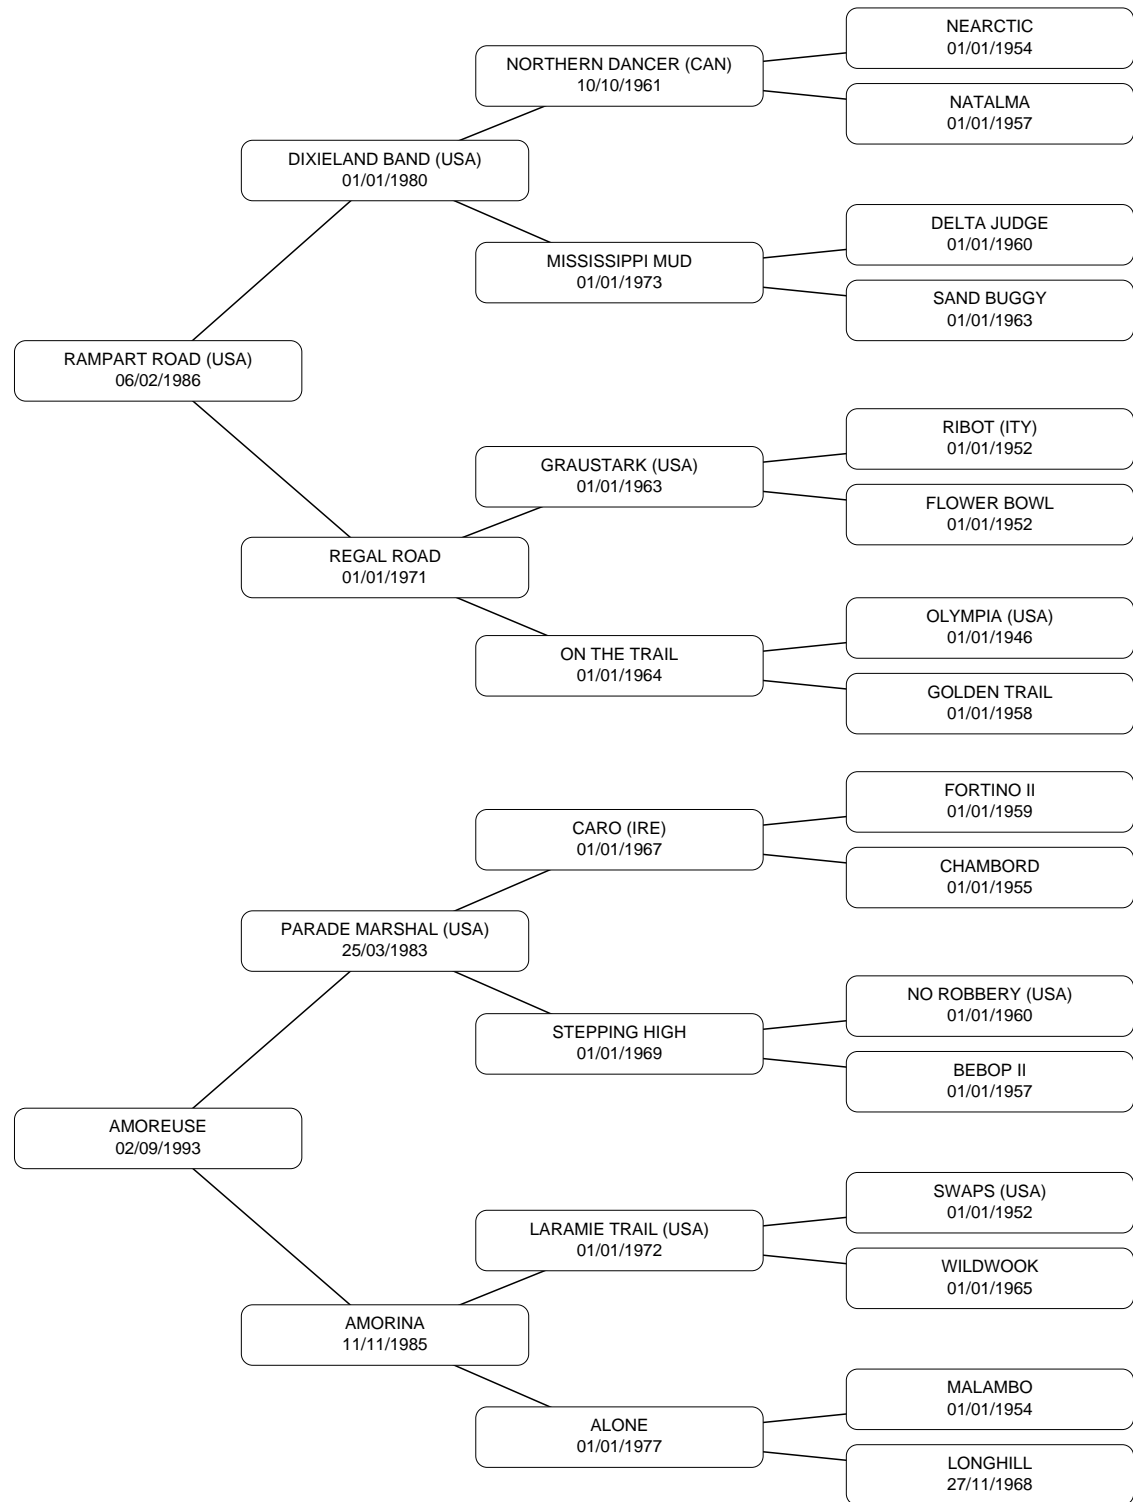 NEARCTIC
01/01/1954
NORTHERN DANCER (CAN)
10/10/1961
NATALMA
01/01/1957
DIXIELAND BAND (USA)
01/01/1980
DELTA JUDGE
01/01/1960
MISSISSIPPI MUD
01/01/1973
SAND BUGGY
01/01/1963
RAMPART ROAD (USA)
06/02/1986
RIBOT (ITY)
01/01/1952
GRAUSTARK (USA)
01/01/1963
FLOWER BOWL
01/01/1952
REGAL ROAD
01/01/1971
OLYMPIA (USA)
01/01/1946
ON THE TRAIL
01/01/1964
GOLDEN TRAIL
01/01/1958
FORTINO II
01/01/1959
CARO (IRE)
01/01/1967
CHAMBORD
01/01/1955
PARADE MARSHAL (USA)
25/03/1983
NO ROBBERY (USA)
01/01/1960
STEPPING HIGH
01/01/1969
BEBOP II
01/01/1957
AMOREUSE
02/09/1993
SWAPS (USA)
01/01/1952
LARAMIE TRAIL (USA)
01/01/1972
WILDWOOK
01/01/1965
AMORINA
11/11/1985
MALAMBO
01/01/1954
ALONE
01/01/1977
LONGHILL
27/11/1968